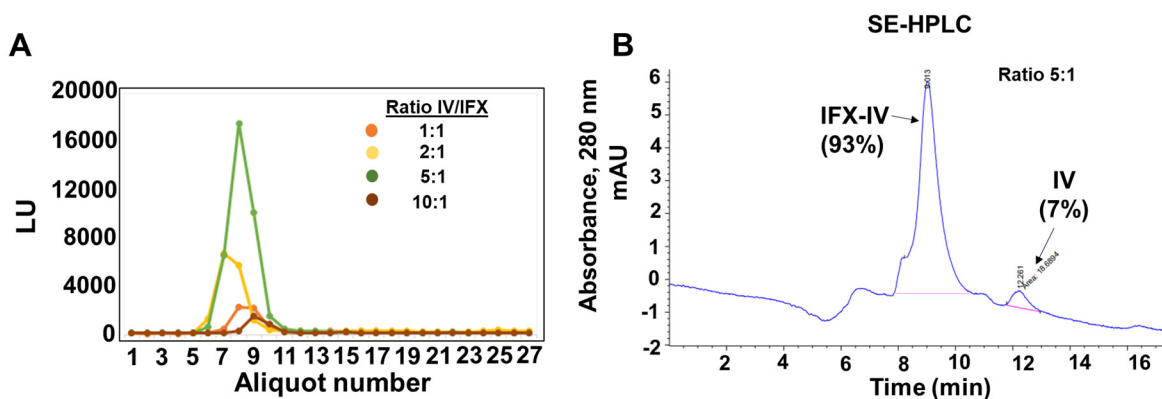 A
20000
16000
12000
8000
4000
0
LU
Ratio IV/IFX
1:1
2:1
5:1
10:1
1 3 5 7 9 11 13 15 17 19 21 23 25 27
Aliquot number
SE-HPLC
B
Ratio 5:1
6
5
4
3
2
1
0
-1
-2
Absorbance, 280 nm
mAU
IFX-IV
(93%)
IV
(7%)
12.261
Area: 18.6894
2 4 6 8 10 12 14 16
Time (min)